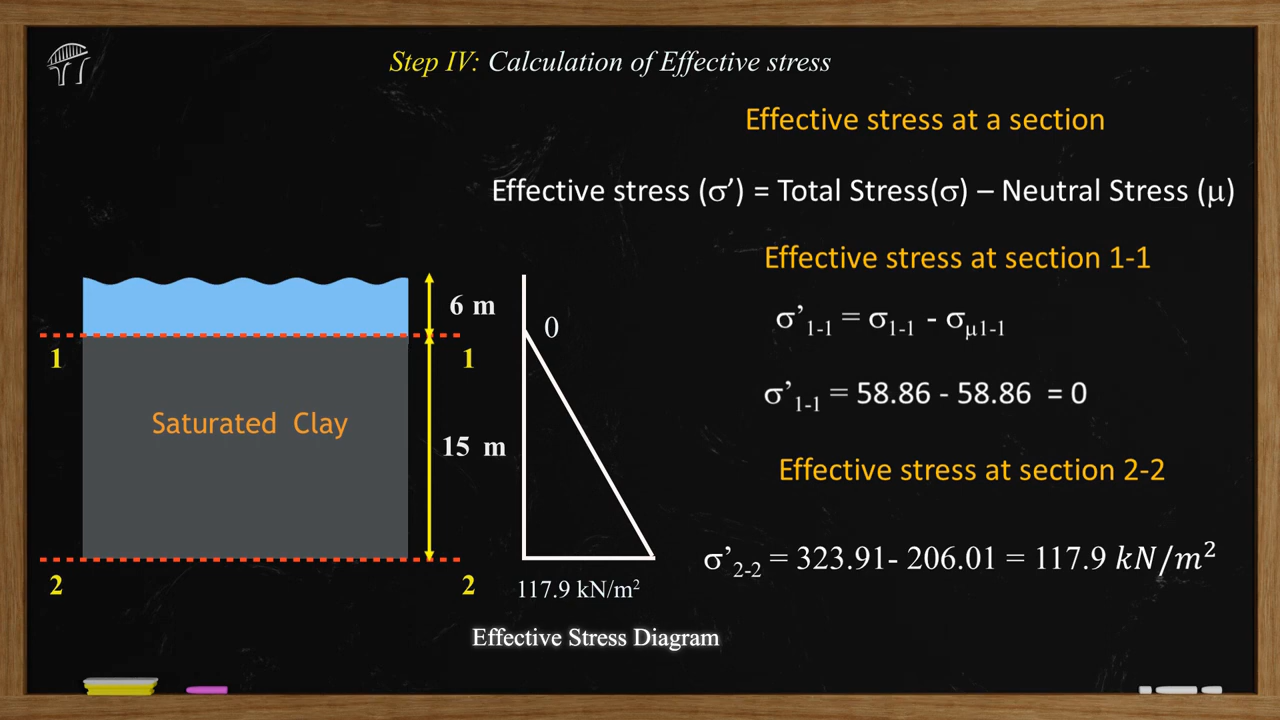 Step IV: Calculation of Effective stress
Effective stress at a section
Effective stress (σ’) = Total Stress(σ) – Neutral Stress (μ)
Effective stress at section 1-1
σ’1-1 = σ1-1 - σμ1-1
σ’1-1 = 58.86 - 58.86 = 0
Effective stress at section 2-2
σ’2-2 = 323.91- 206.01 = 117.9 kN/m²
6 m
0
1
1
Saturated Clay
15 m
2
2
117.9 kN/m²
Effective Stress Diagram